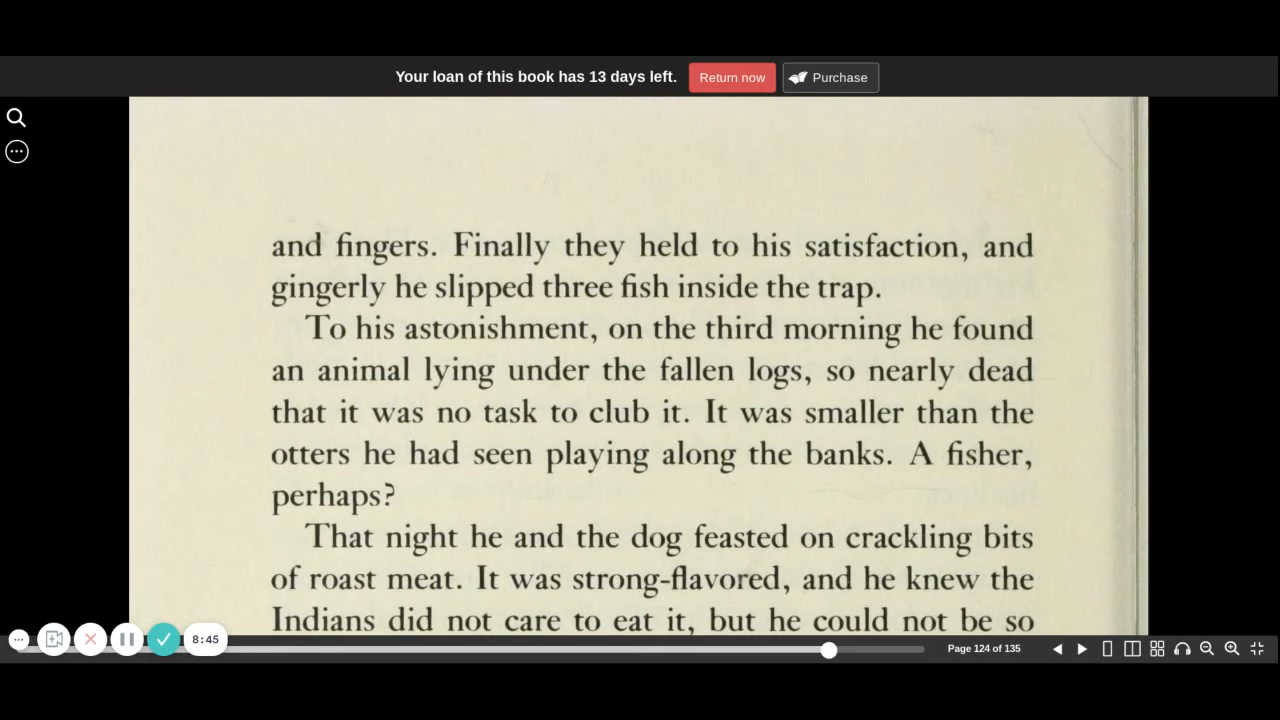 Your loan of this book has 13 days left. Return now Purchase
and fingers. Finally they held to his satisfaction, and
gingerly he slipped three fish inside the trap.
To his astonishment, on the third morning he found
an animal lying under the fallen logs, so nearly dead
that it was no task to club it. It was smaller than the
otters he had seen playing along the banks. A fisher,
perhaps?
That night he and the dog feasted on crackling bits
of roast meat. It was strong-flavored, and he knew the
Indians did not care to eat it, but he could not be so
8:45
Page 124 of 135